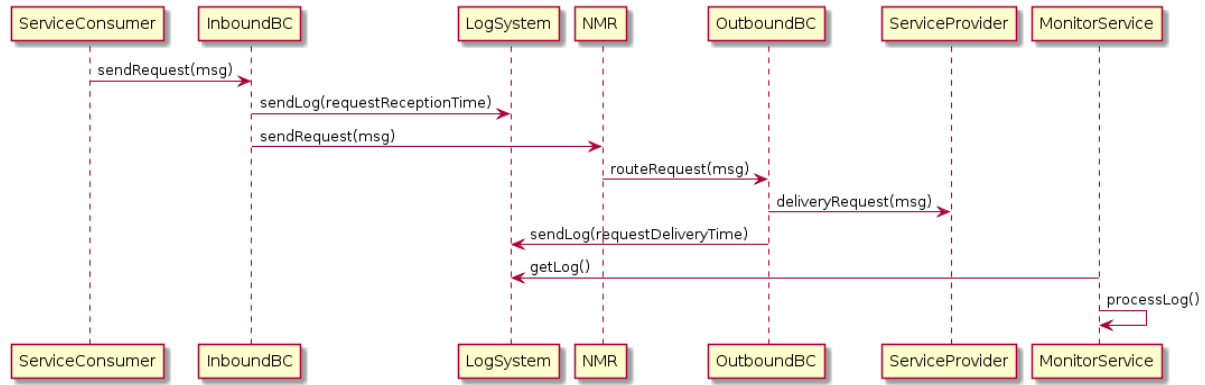 ServiceConsumer InboundBC LogSystem NMR OutboundBC ServiceProvider MonitorService
sendRequest(msg)
sendLog(requestReceptionTime)
sendRequest(msg)
routeRequest(msg)
deliveryRequest(msg)
sendLog(requestDeliveryTime)
getLog()
processLog()
ServiceConsumer InboundBC LogSystem NMR OutboundBC ServiceProvider MonitorService